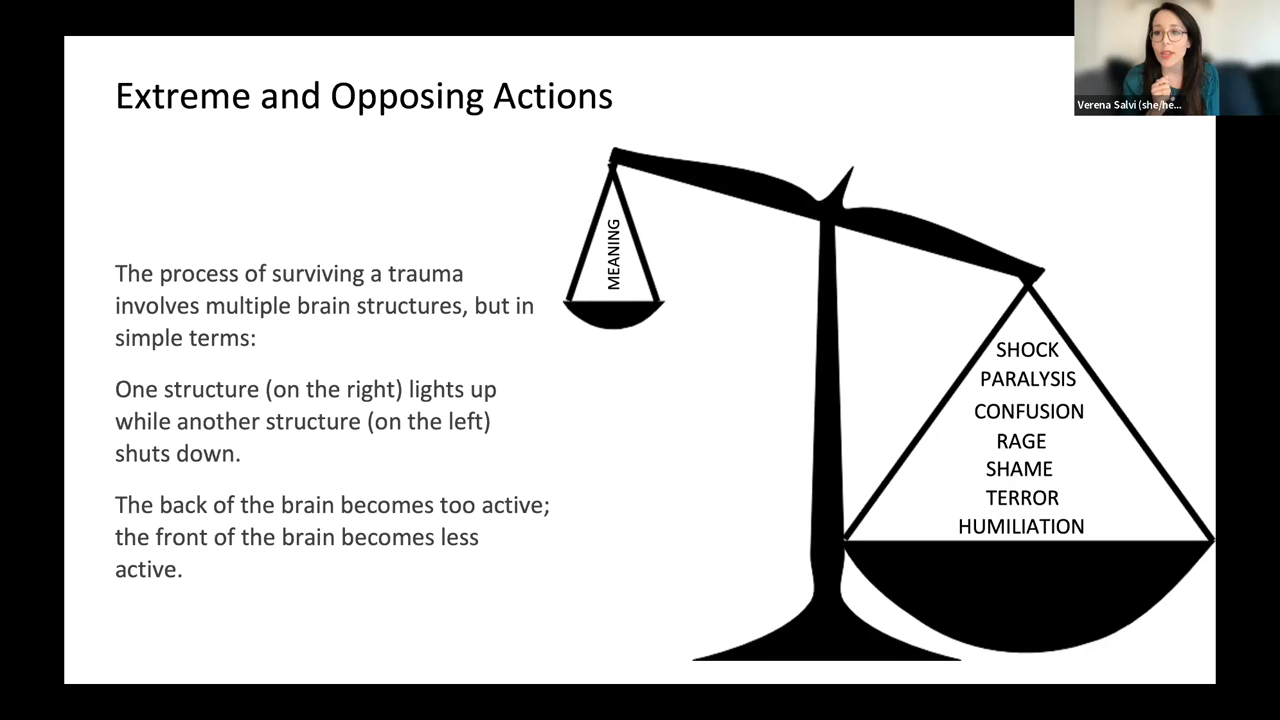 Extreme and Opposing Actions
Verena Salvi (she/he...
The process of surviving a trauma
involves multiple brain structures, but in
simple terms:
One structure (on the right) lights up
while another structure (on the left)
shuts down.
The back of the brain becomes too active;
the front of the brain becomes less
active.
MEANING
SHOCK
PARALYSIS
CONFUSION
RAGE
SHAME
TERROR
HUMILIATION